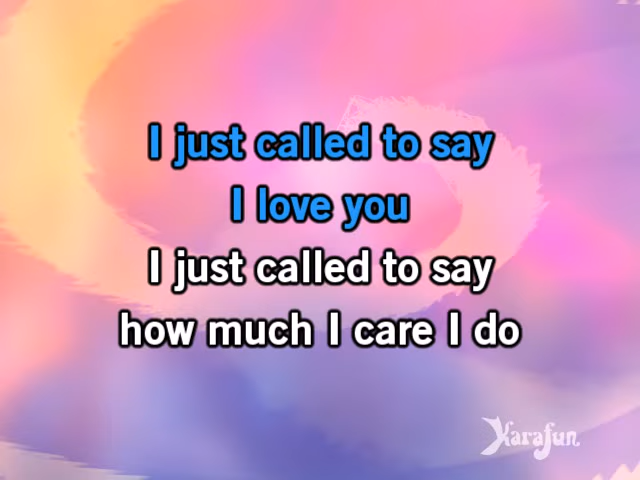 I just called to say
I love you
I just called to say
how much I care I do
Karafun